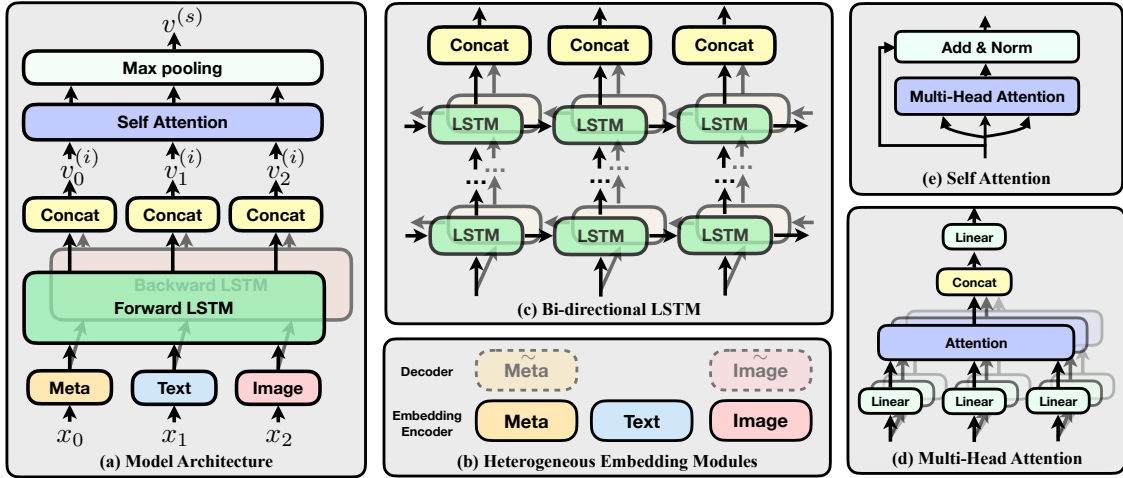 v^{(s)}
Max pooling
Self Attention
v_0^{(i)} v_1^{(i)} v_2^{(i)}
Concat Concat Concat
Backward LSTM
Forward LSTM
Meta Text Image
x_0 x_1 x_2
(a) Model Architecture
Concat Concat Concat
LSTM LSTM LSTM
... ... ... ... ... ...
LSTM LSTM LSTM
(c) Bi-directional LSTM
Decoder M̃eta Im̃age
Embedding
Encoder
Meta Text Image
(b) Heterogeneous Embedding Modules
Add & Norm
Multi-Head Attention
(e) Self Attention
Linear
Concat
Attention
Linear Linear Linear
(d) Multi-Head Attention